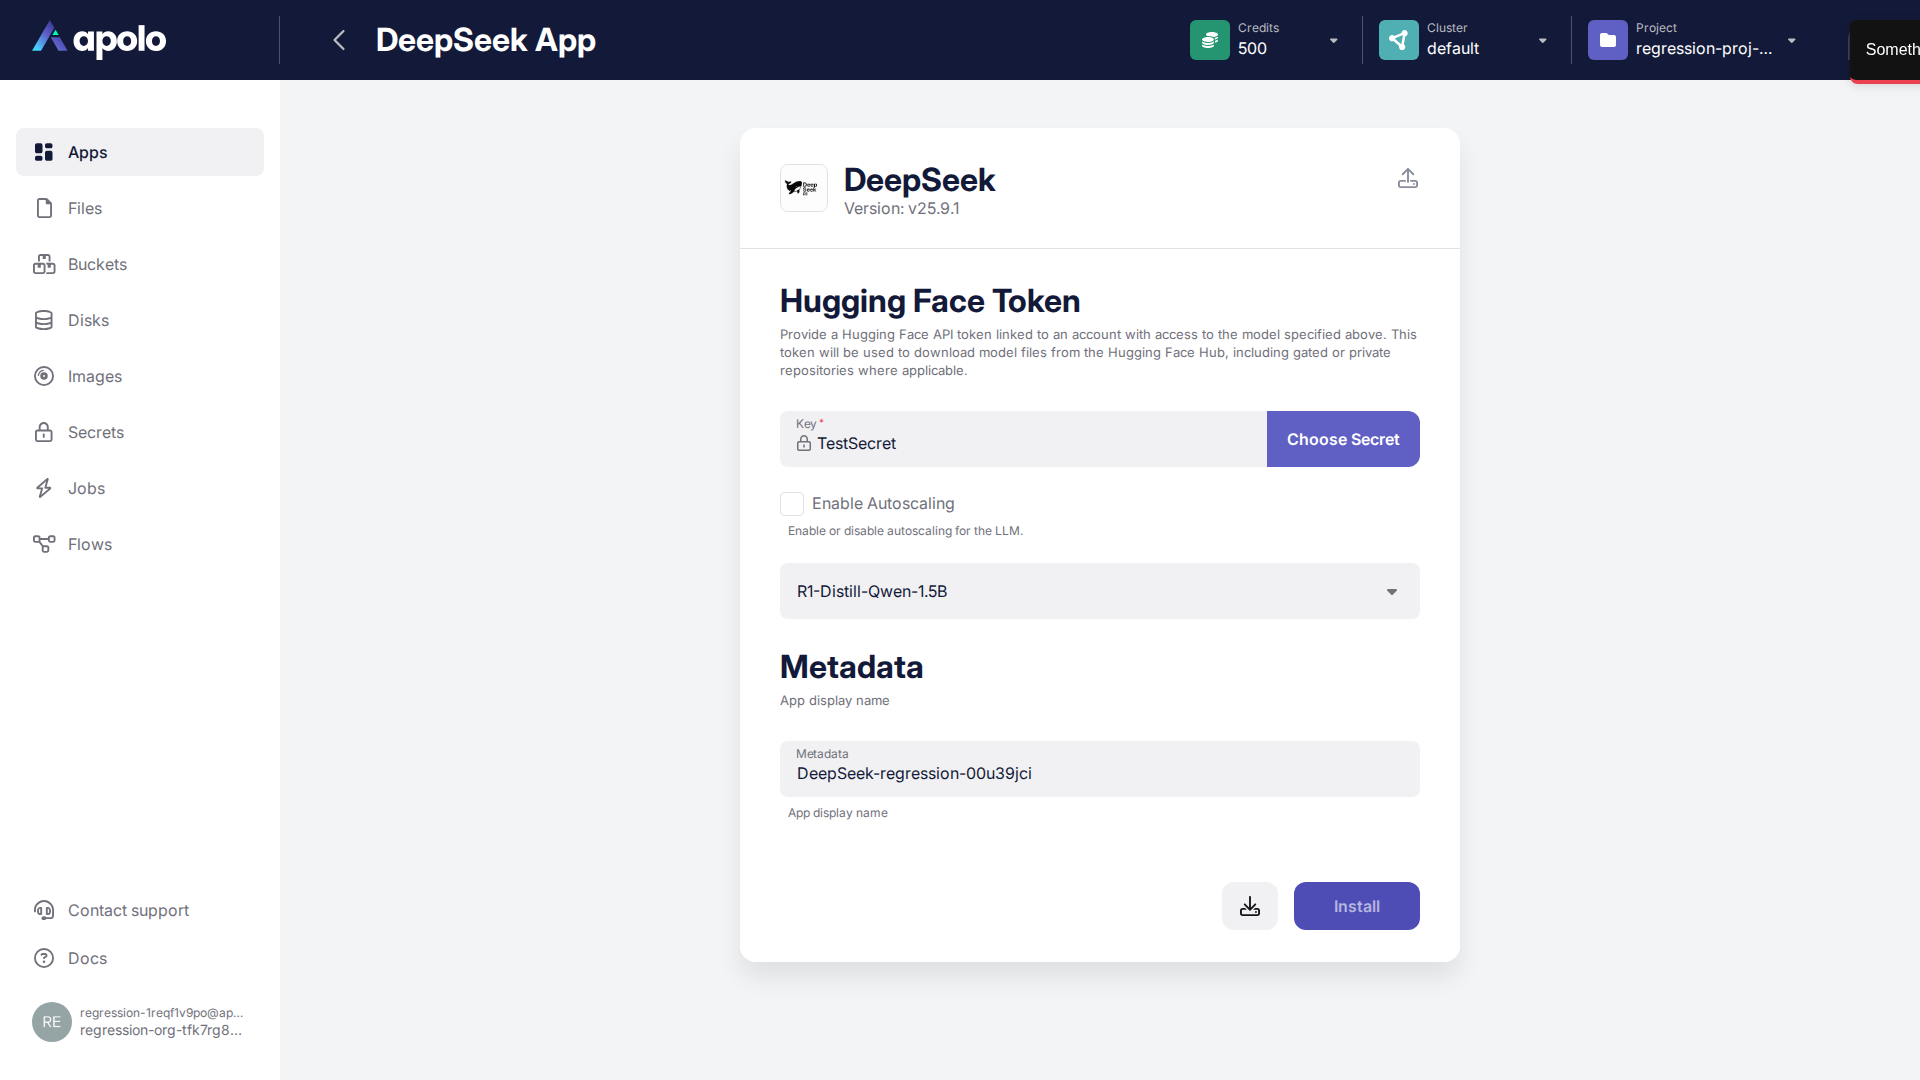 apolo
DeepSeek App
Credits
500
Cluster
default
Project
regression-proj-...
Someth
Apps
Files
Buckets
Disks
Images
Secrets
Jobs
Flows
Contact support
Docs
RE
regression-1reqf1v9po@ap...
regression-org-tfk7rg8...
Deep
Seek
DeepSeek
Version: v25.9.1
Hugging Face Token
Provide a Hugging Face API token linked to an account with access to the model specified above. This
token will be used to download model files from the Hugging Face Hub, including gated or private
repositories where applicable.
Key *
TestSecret
Choose Secret
Enable Autoscaling
Enable or disable autoscaling for the LLM.
R1-Distill-Qwen-1.5B
Metadata
App display name
Metadata
DeepSeek-regression-00u39jci
App display name
Install